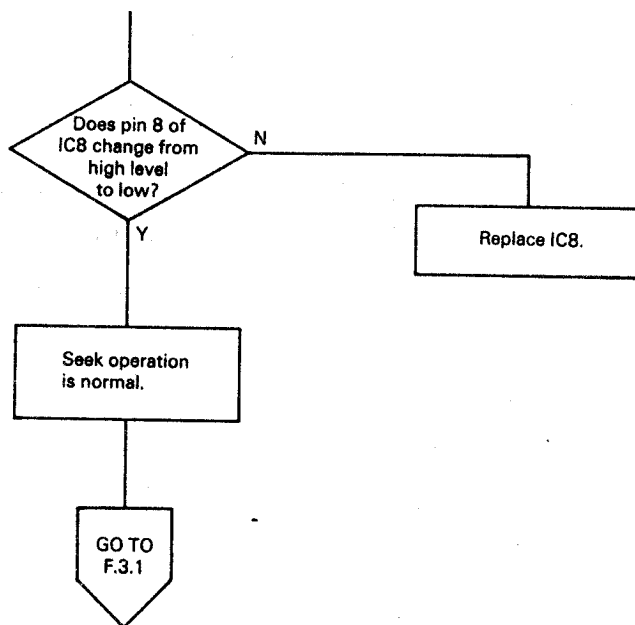 Does pin 8 of
IC8 change from
high level
to low?
N
Y
Replace IC8.
Seek operation
is normal.
GO TO
F.3.1